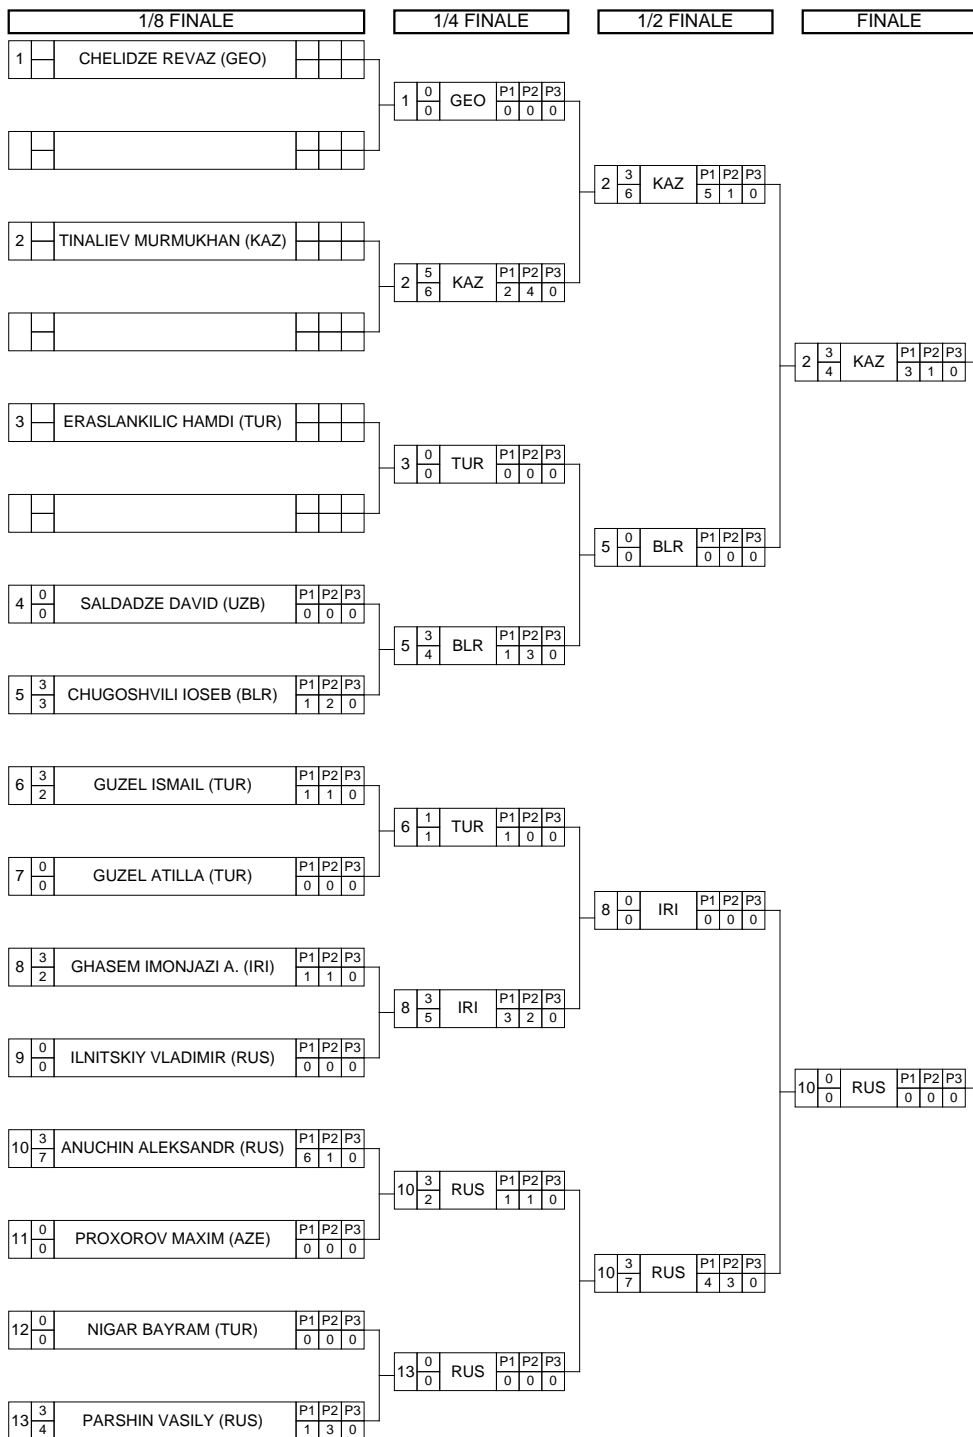 1/8 FINALE 1/4 FINALE 1/2 FINALE FINALE
1 CHELIDZE REVAZ (GEO)
1 0 GEO P1 P2 P3
0 0 0 0
2 3 KAZ P1 P2 P3
6 5 1 0
2 TINALIEV MURMUKHAN (KAZ)
2 5 KAZ P1 P2 P3
6 2 4 0
2 3 KAZ P1 P2 P3
4 3 1 0
3 ERASLANKILIC HAMDI (TUR)
3 0 TUR P1 P2 P3
0 0 0 0
5 0 BLR P1 P2 P3
0 0 0 0
4 0 SALDADZE DAVID (UZB) P1 P2 P3
0 0 0 0
5 3 BLR P1 P2 P3
4 1 3 0
5 3 CHUGOSHVILI IOSEB (BLR) P1 P2 P3
3 1 2 0
6 3 GUZEL ISMAIL (TUR) P1 P2 P3
2 1 1 0
6 1 TUR P1 P2 P3
1 1 0 0
7 0 GUZEL ATILLA (TUR) P1 P2 P3
0 0 0 0
8 0 IRI P1 P2 P3
0 0 0 0
8 3 GHASEM IMONJAZI A. (IRI) P1 P2 P3
2 1 1 0
8 3 IRI P1 P2 P3
5 3 2 0
9 0 ILNITSKIY VLADIMIR (RUS) P1 P2 P3
0 0 0 0
10 0 RUS P1 P2 P3
0 0 0 0
10 3 ANUCHIN ALEKSANDR (RUS) P1 P2 P3
7 6 1 0
10 3 RUS P1 P2 P3
2 1 1 0
11 0 PROXOROV MAXIM (AZE) P1 P2 P3
0 0 0 0
10 3 RUS P1 P2 P3
7 4 3 0
12 0 NIGAR BAYRAM (TUR) P1 P2 P3
0 0 0 0
13 0 RUS P1 P2 P3
0 0 0 0
13 3 PARSHIN VASILY (RUS) P1 P2 P3
4 1 3 0